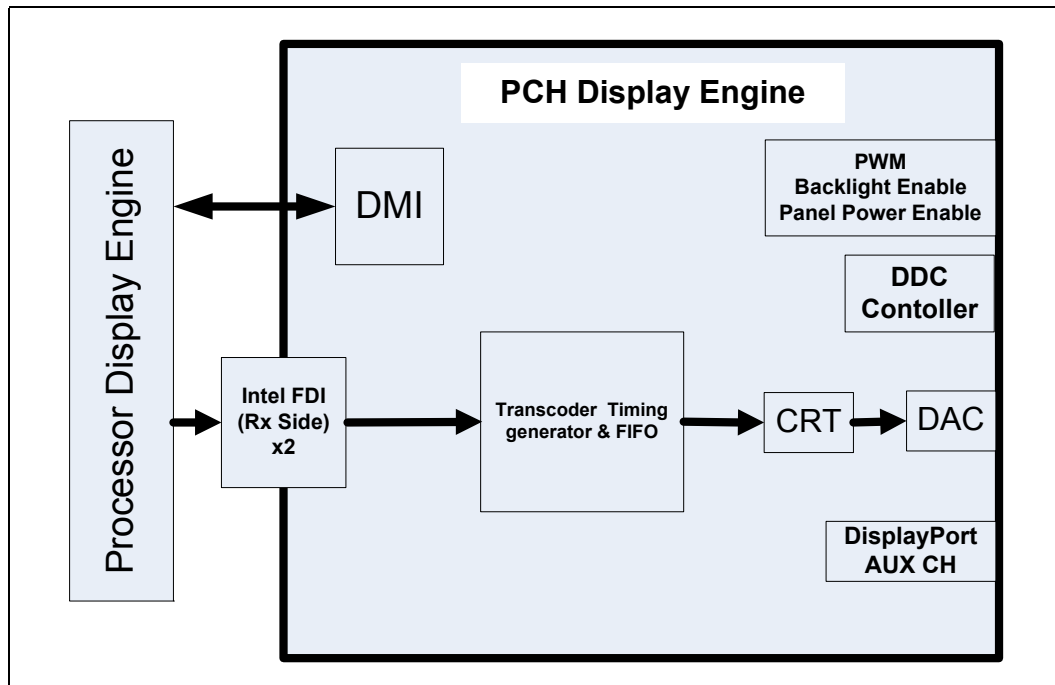 PCH Display Engine
Processor Display Engine
DMI
PWM
Backlight Enable
Panel Power Enable
DDC
Contoller
Intel FDI
(Rx Side)
x2
Transcoder Timing
generator & FIFO
CRT
DAC
DisplayPort
AUX CH